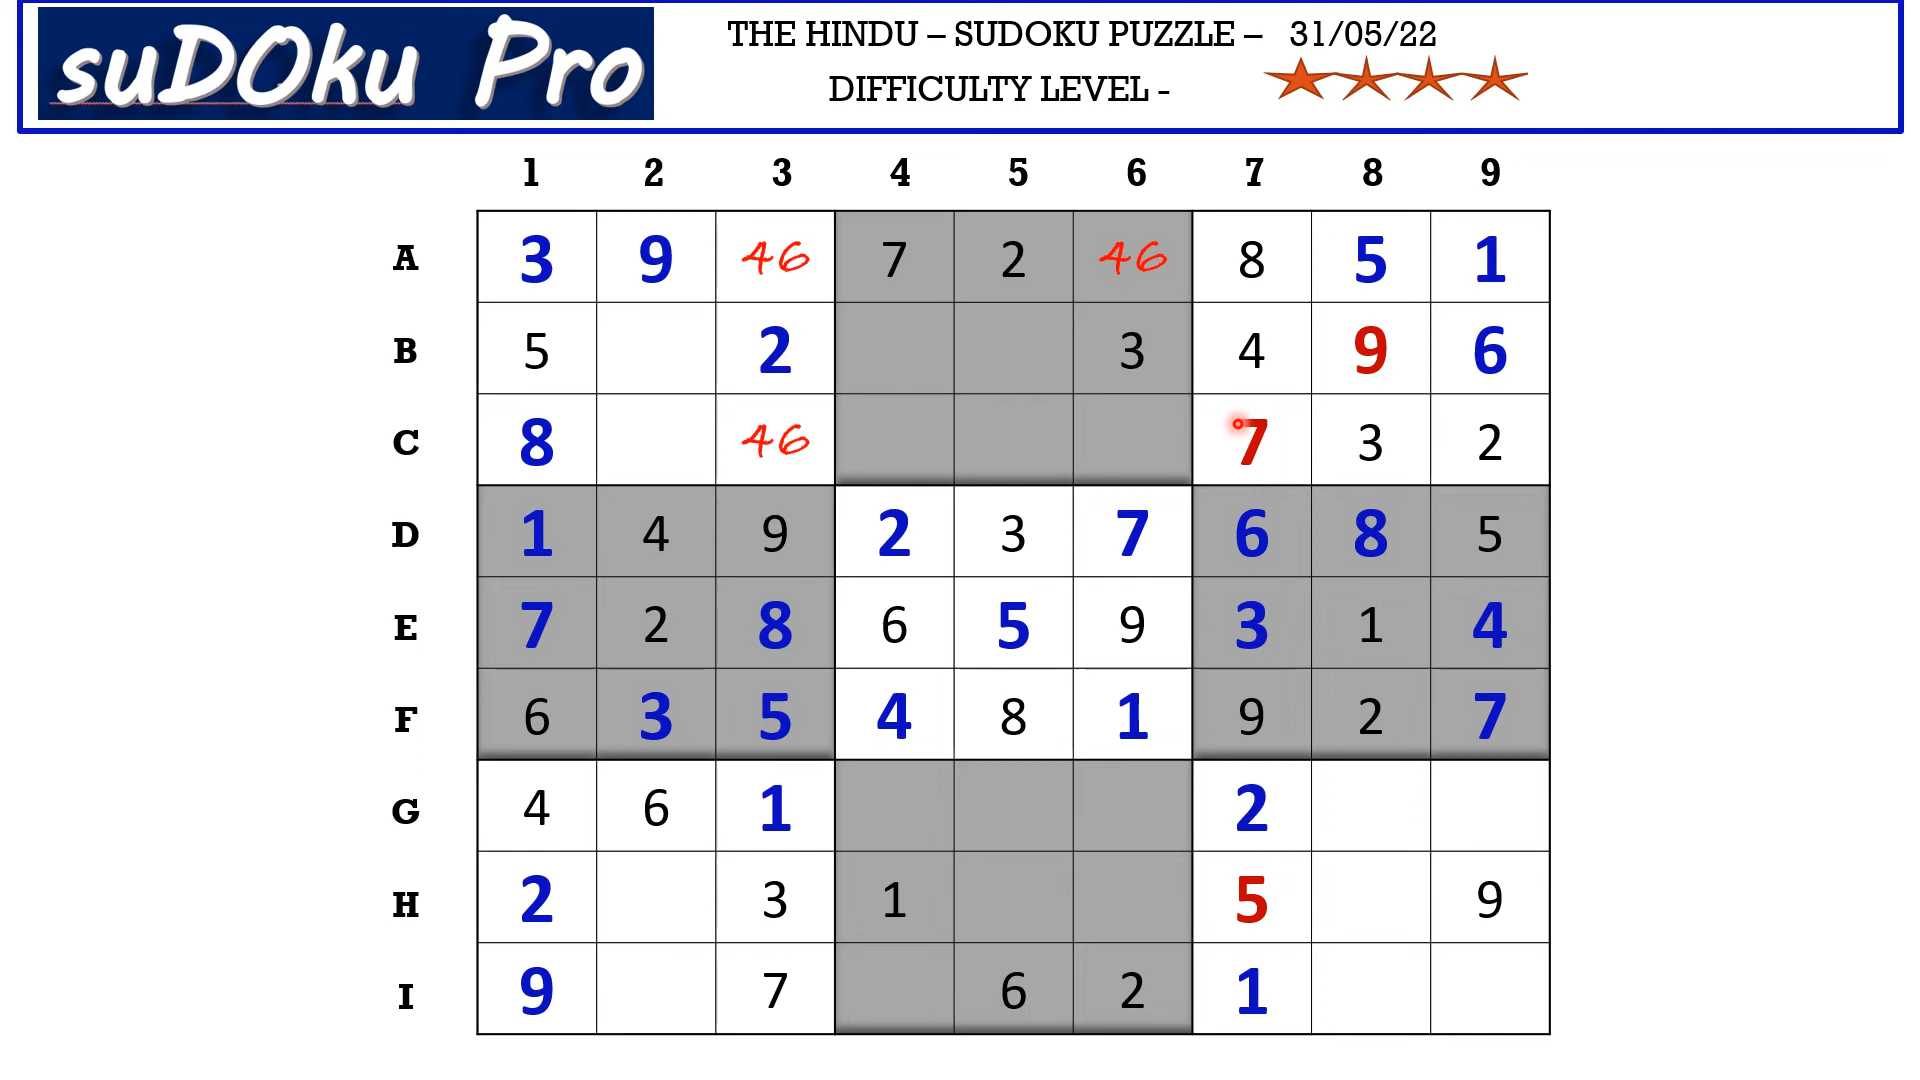 suDOku Pro
THE HINDU – SUDOKU PUZZLE – 31/05/22
DIFFICULTY LEVEL -
1 2 3 4 5 6 7 8 9
A 3 9 46 7 2 46 8 5 1
B 5 2 3 4 9 6
C 8 46 7 3 2
D 1 4 9 2 3 7 6 8 5
E 7 2 8 6 5 9 3 1 4
F 6 3 5 4 8 1 9 2 7
G 4 6 1 2
H 2 3 1 5 9
I 9 7 6 2 1